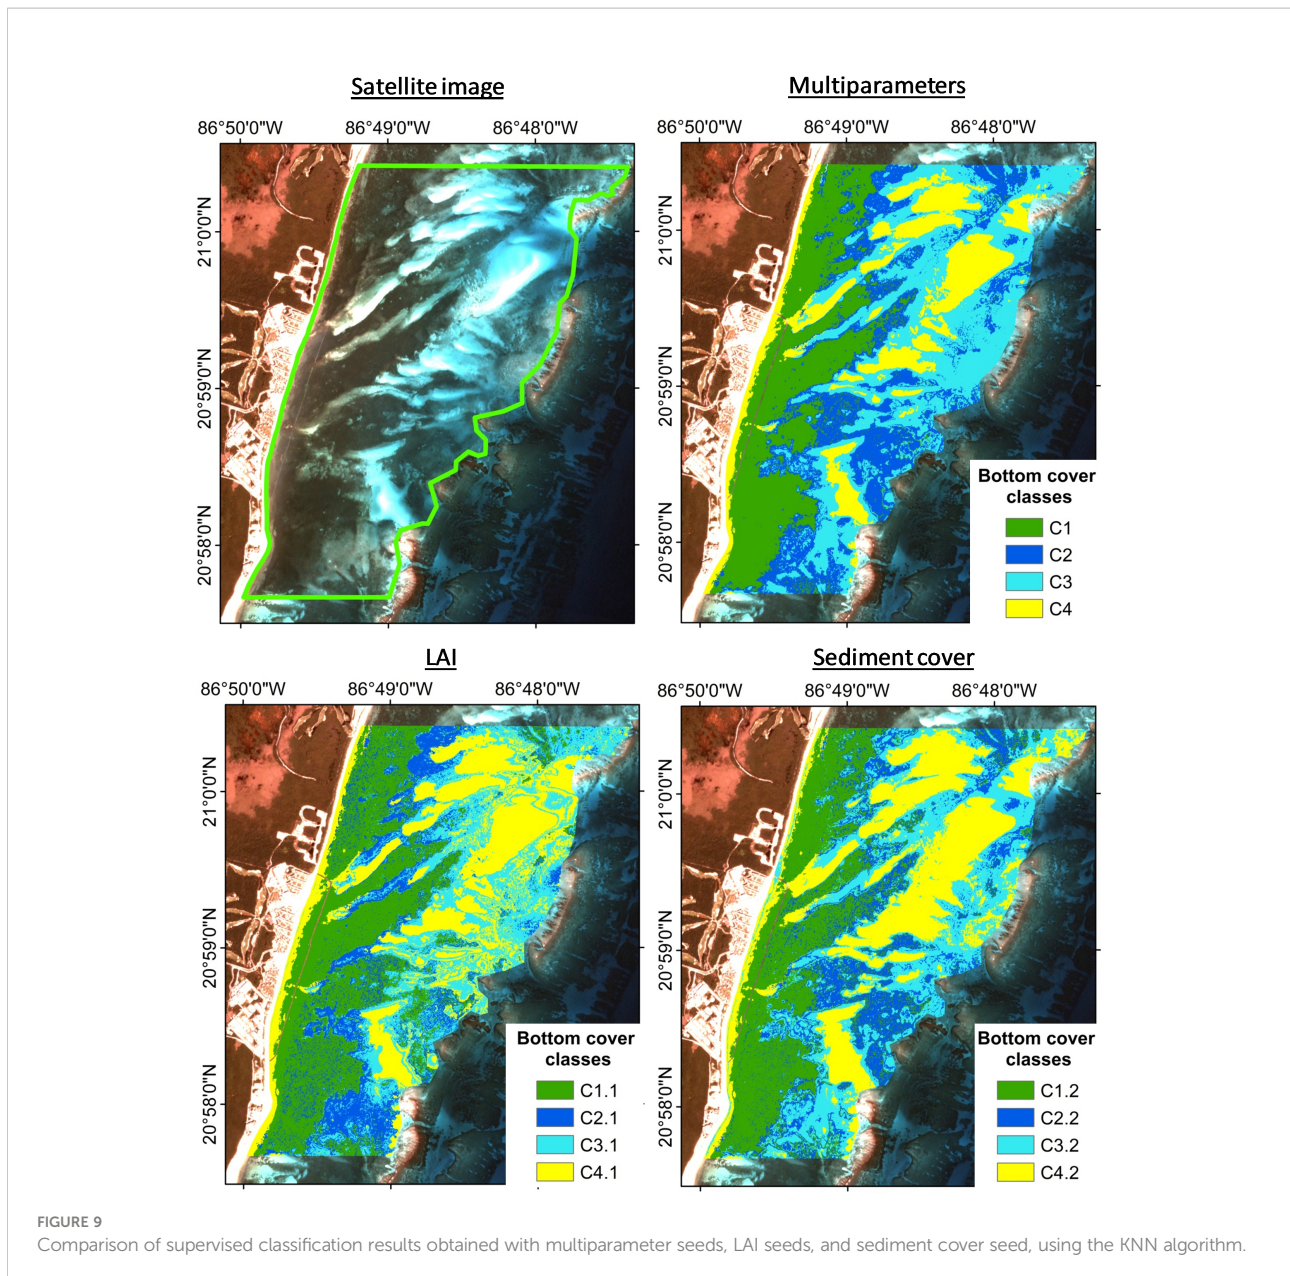 Satellite image
86°50'0"W 86°49'0"W 86°48'0"W
21°0'0"N
20°59'0"N
20°58'0"N
Multiparameters
86°50'0"W 86°49'0"W 86°48'0"W
21°0'0"N
20°59'0"N
20°58'0"N
Bottom cover
classes
C1
C2
C3
C4
LAI
86°50'0"W 86°49'0"W 86°48'0"W
21°0'0"N
20°59'0"N
20°58'0"N
Bottom cover
classes
C1.1
C2.1
C3.1
C4.1
Sediment cover
86°50'0"W 86°49'0"W 86°48'0"W
21°0'0"N
20°59'0"N
20°58'0"N
Bottom cover
classes
C1.2
C2.2
C3.2
C4.2
FIGURE 9
Comparison of supervised classification results obtained with multiparameter seeds, LAI seeds, and sediment cover seed, using the KNN algorithm.